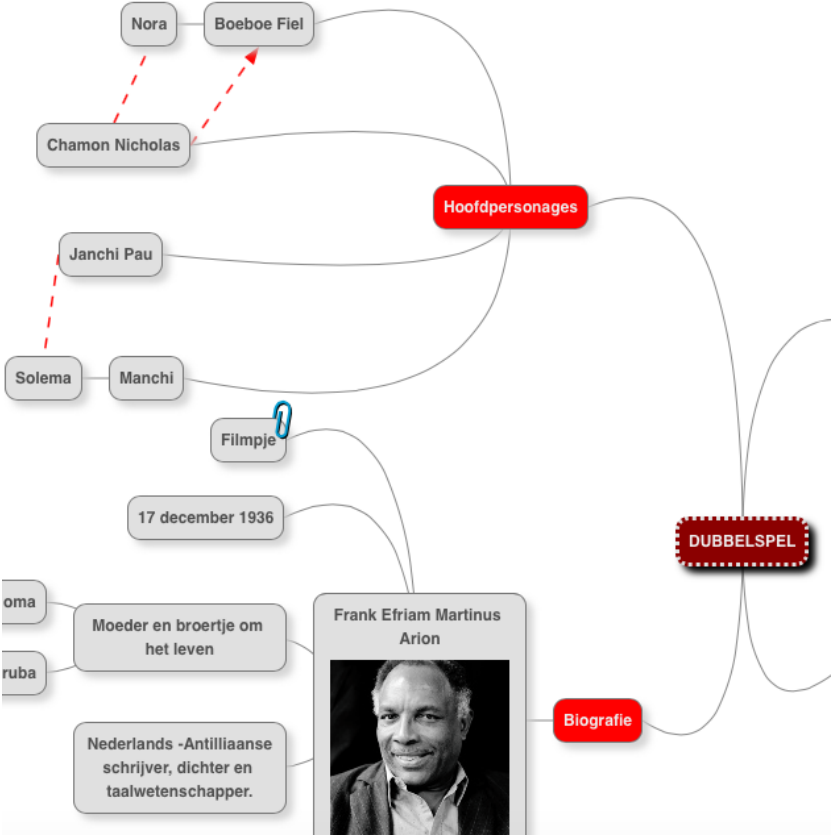 Nora
Boeboe Fiel
Chamon Nicholas
Hoofdpersonages
Janchi Pau
Solema
Manchi
Filmpje
17 december 1936
DUBBELSPEL
oma
Moeder en broertje om
het leven
ruba
Frank Efriam Martinus
Arion
Biografie
Nederlands -Antilliaanse
schrijver, dichter en
taalwetenschapper.